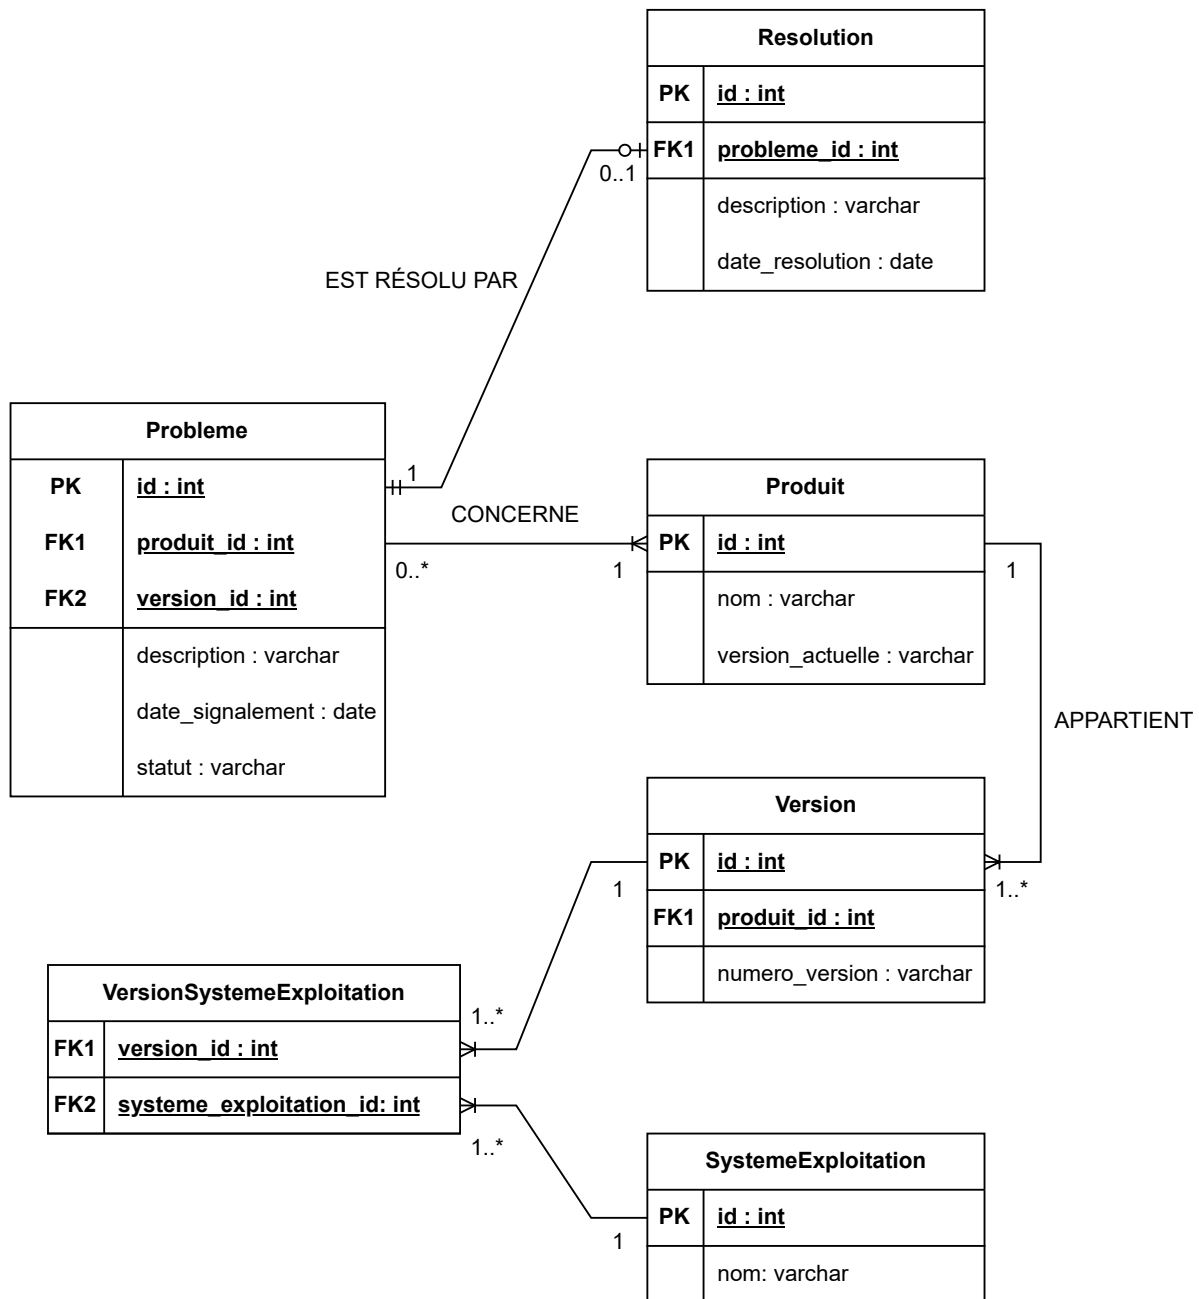 Resolution
PK id : int
FK1 probleme_id : int
0..1
description : varchar
date_resolution : date
EST RÉSOLU PAR
Probleme
PK id : int
FK1 produit_id : int
FK2 version_id : int
description : varchar
date_signalement : date
statut : varchar
1
CONCERNE
0..*
1
Produit
PK id : int
nom : varchar
version_actuelle : varchar
1
APPARTIENT
Version
PK id : int
FK1 produit_id : int
numero_version : varchar
1
1..*
VersionSystemeExploitation
FK1 version_id : int
FK2 systeme_exploitation_id: int
1..*
1..*
SystemeExploitation
PK id : int
nom: varchar
1